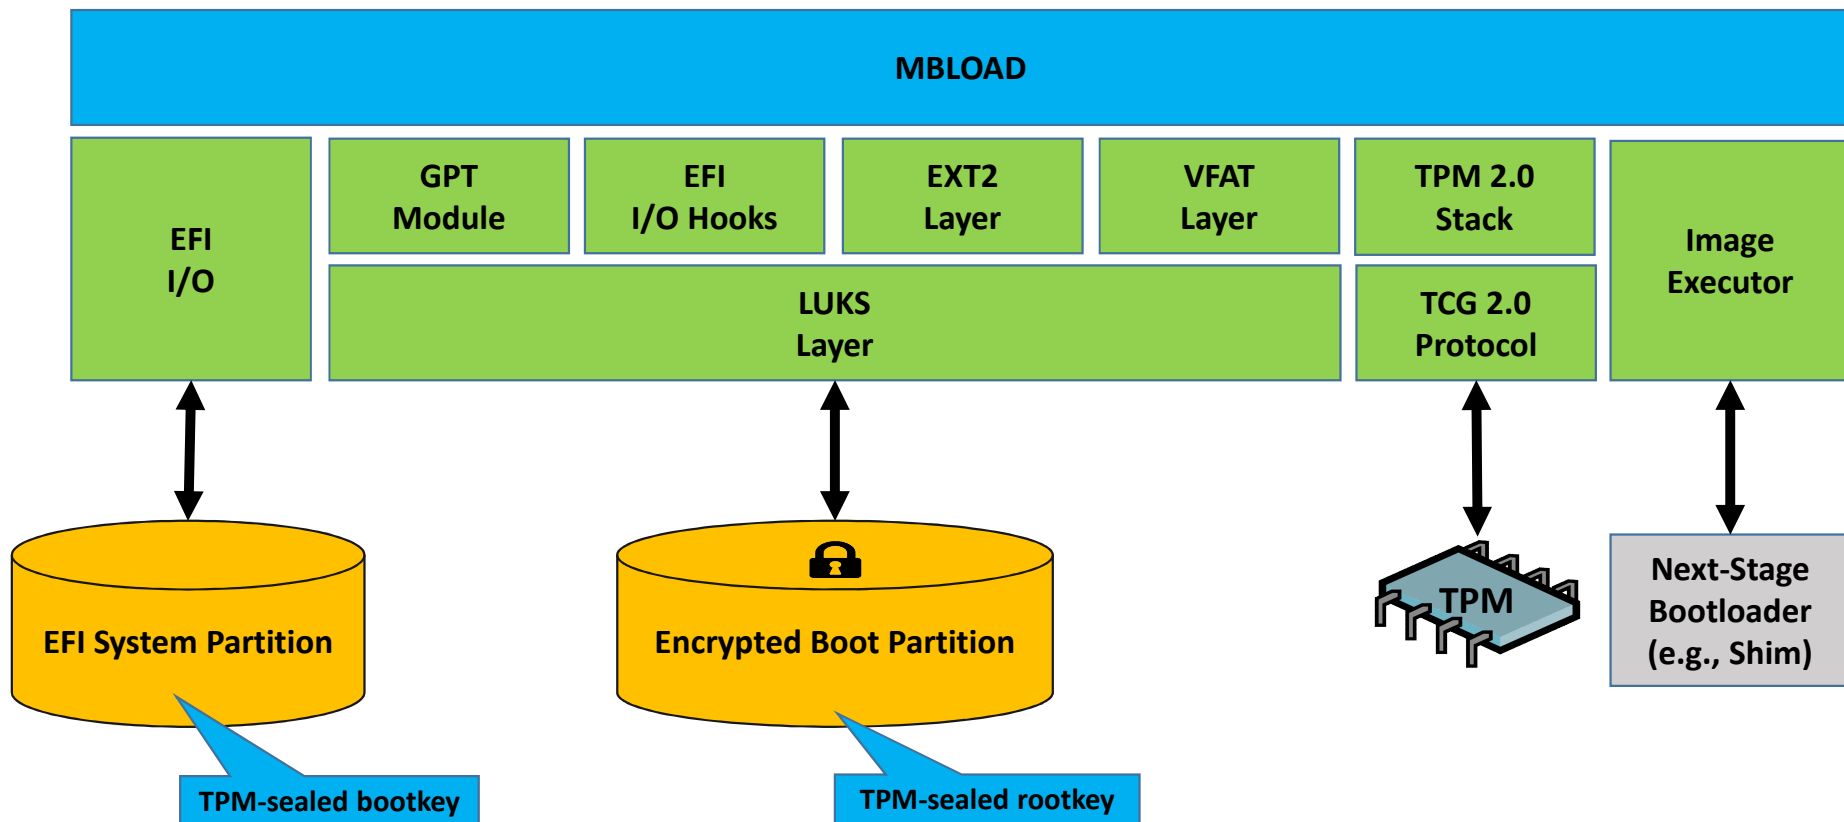 MBLOAD
EFI
I/O
GPT
Module
EFI
I/O Hooks
EXT2
Layer
VFAT
Layer
TPM 2.0
Stack
Image
Executor
LUKS
Layer
TCG 2.0
Protocol
EFI System Partition
Encrypted Boot Partition
TPM
Next-Stage
Bootloader
(e.g., Shim)
TPM-sealed bootkey
TPM-sealed rootkey